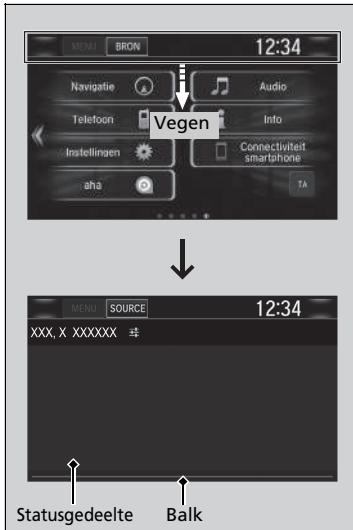 MENU BRON 12:34
Navigatie Audio
Telefoon Info
Vegen
Instellingen Connectiviteit smartphone
aha TA
MENU SOURCE 12:34
XXX, X XXXXXX
Statusgedeelte Balk